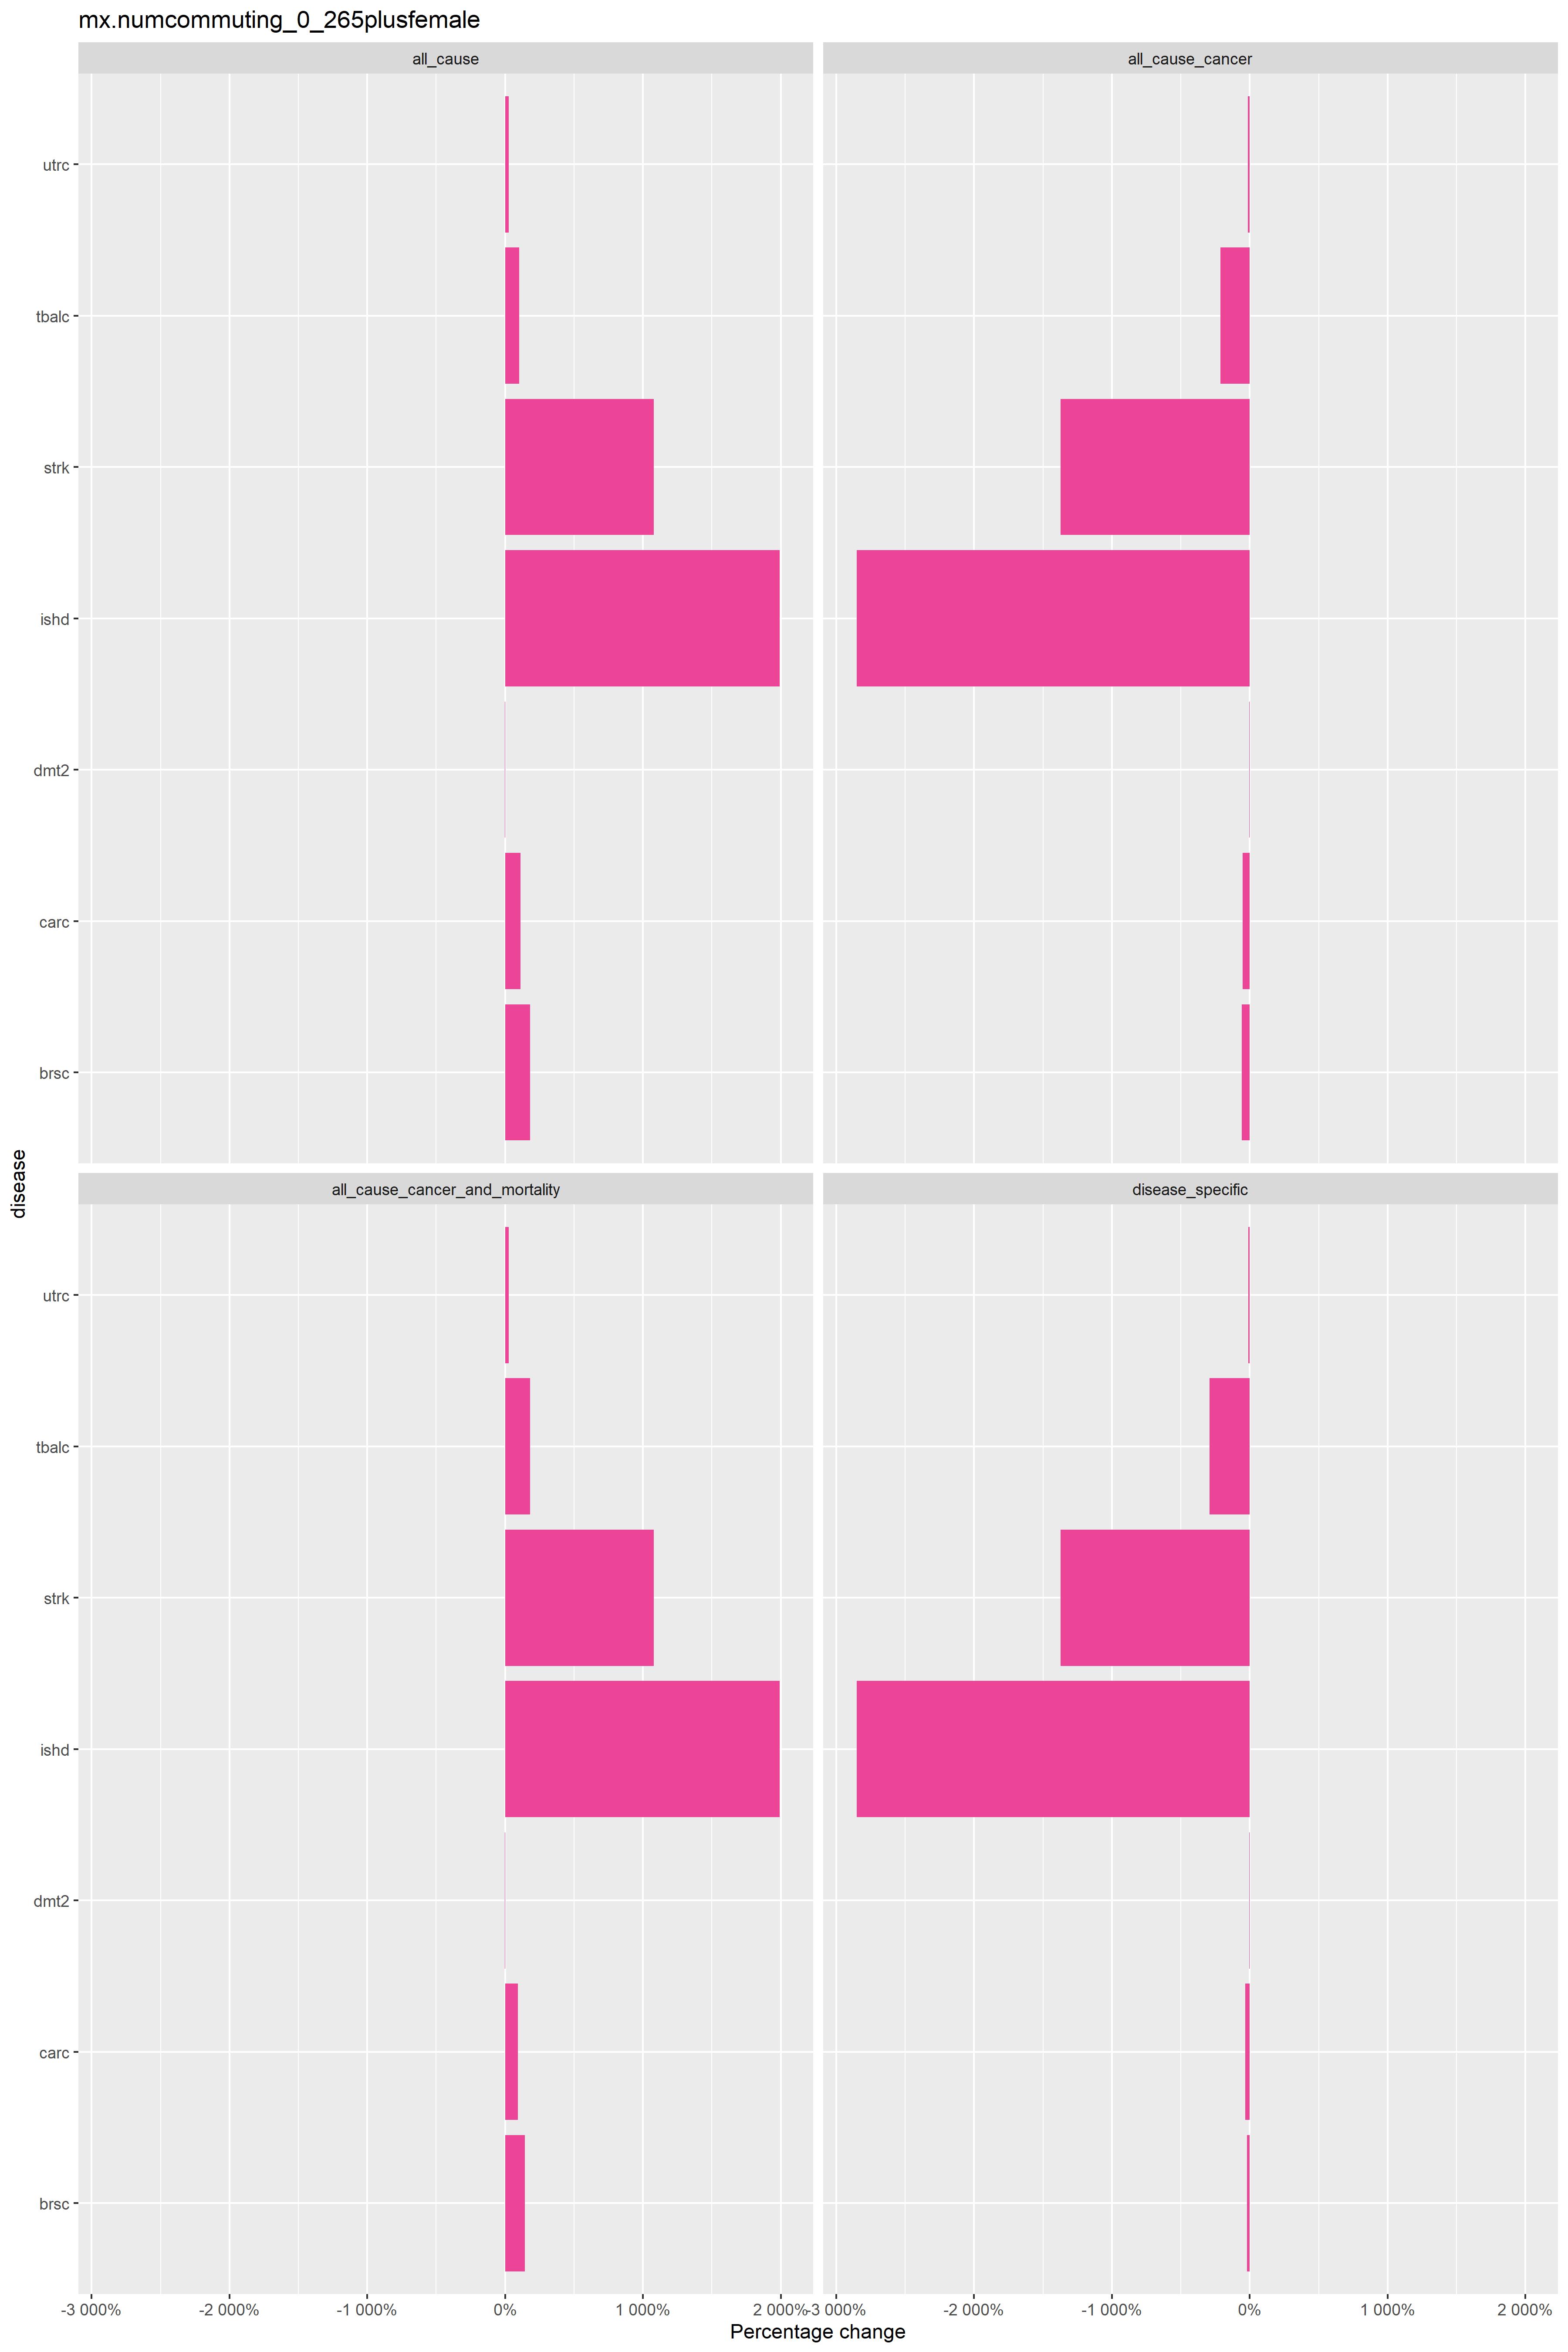 mx.numcommuting_0_265plusfemale
all_cause
all_cause_cancer
utrc
tbalc
strk
ishd
dmt2
carc
brsc
disease
all_cause_cancer_and_mortality
disease_specific
utrc
tbalc
strk
ishd
dmt2
carc
brsc
-3 000% -2 000% -1 000% 0% 1 000% 2 000% -3 000% -2 000% -1 000% 0% 1 000% 2 000%
Percentage change